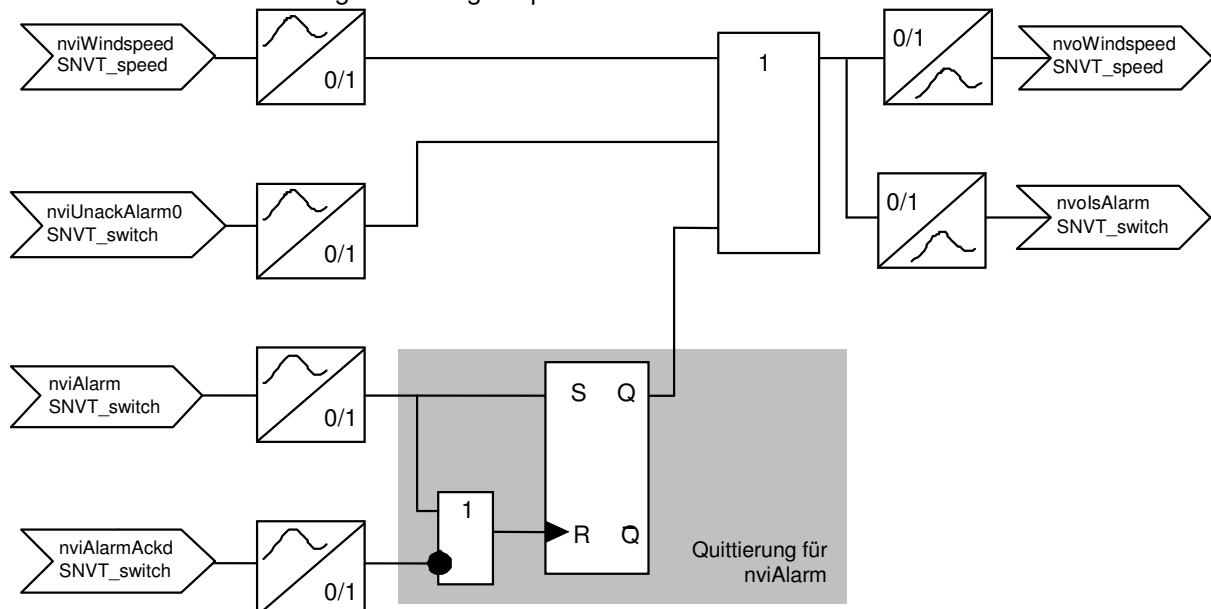 nviWindspeed
SNVT_speed
0/1
1
0/1
nvoWindspeed
SNVT_speed
nviUnackAlarm0
SNVT_switch
0/1
0/1
nvoIsAlarm
SNVT_switch
nviAlarm
SNVT_switch
0/1
S Q
1
R Q̅
nviAlarmAckd
SNVT_switch
0/1
Quittierung für
nviAlarm